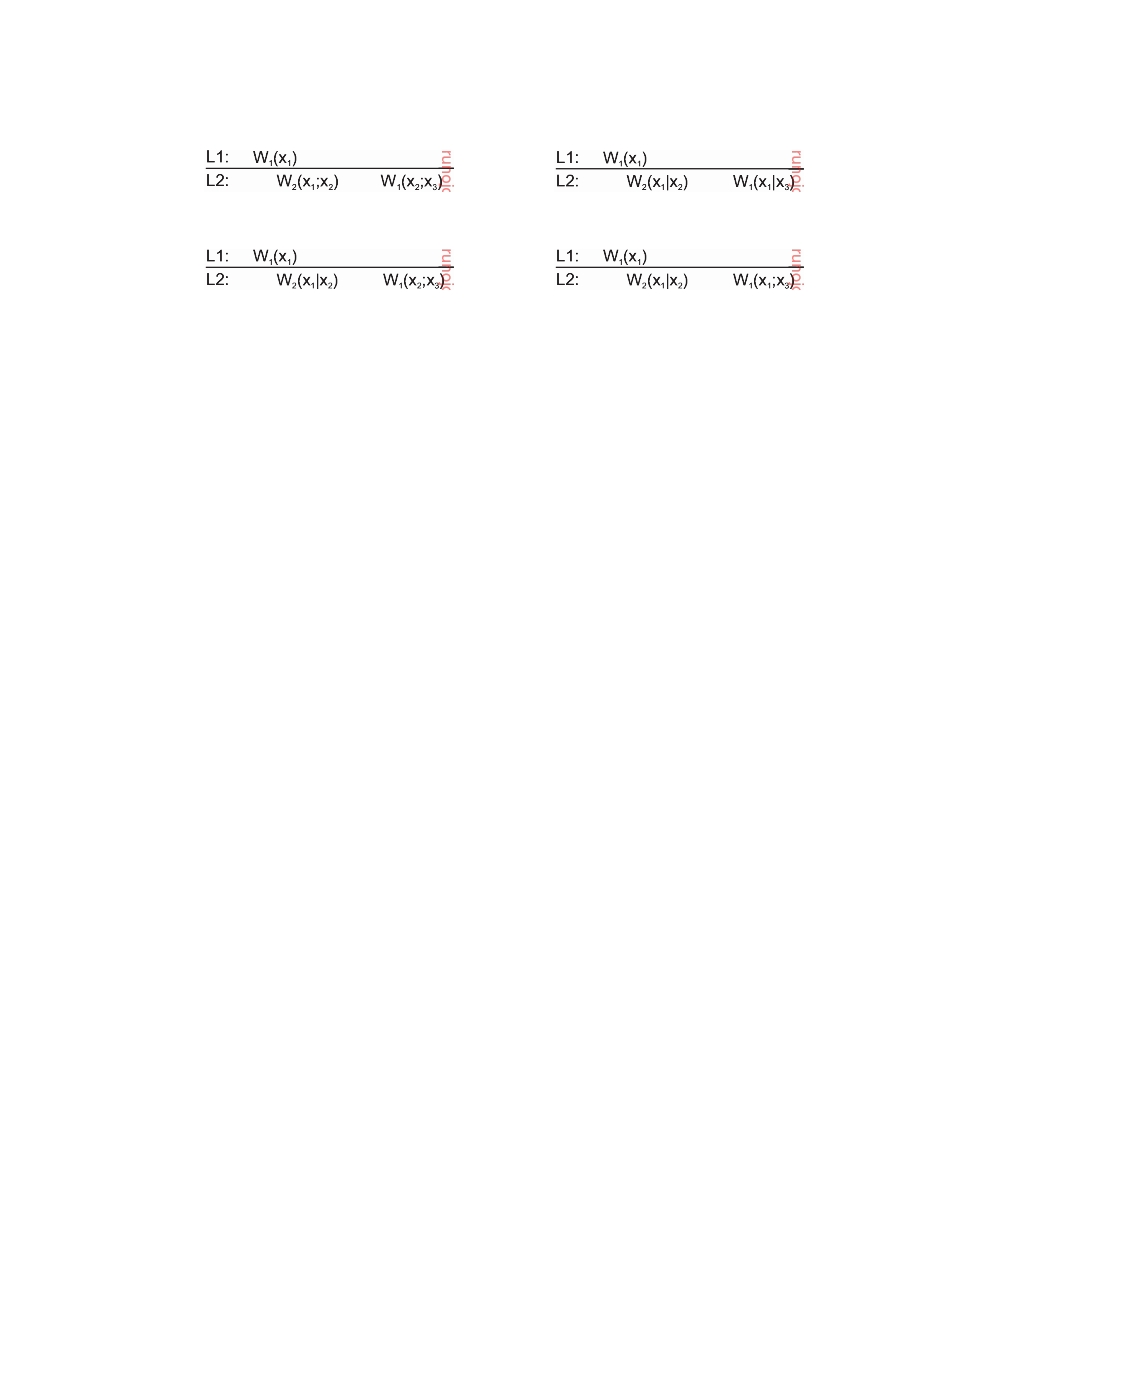 L1: W₁(x₁)
L2: W₂(x₁;x₂) W₁(x₂;x₃)
L1: W₁(x₁)
L2: W₂(x₁|x₂) W₁(x₁|x₃)
L1: W₁(x₁)
L2: W₂(x₁|x₂) W₁(x₂;x₃)
L1: W₁(x₁)
L2: W₂(x₁|x₂) W₁(x₁;x₃)